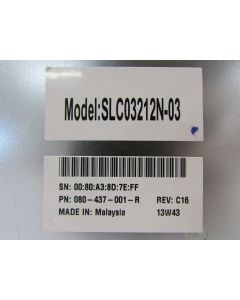 Model:SLC03212N-03
SN: 00:80:A3:8D:7E:FF
PN: 080-437-001-R REV: C16
MADE IN: Malaysia 13W43